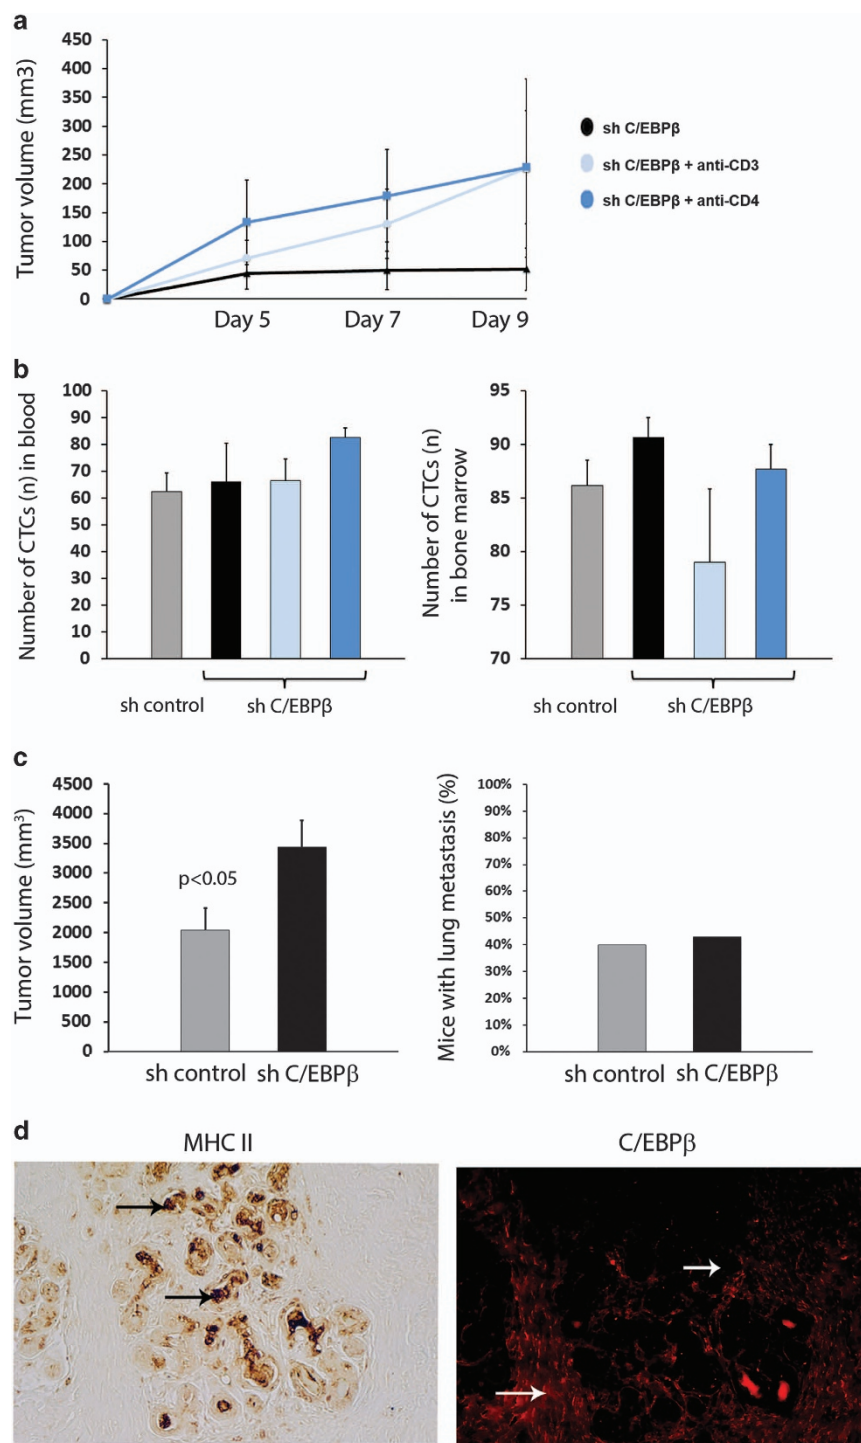 a
Tumor volume (mm3)
450
400
350
300
250
200
150
100
50
0
Day 5 Day 7 Day 9
sh C/EBPβ
sh C/EBPβ + anti-CD3
sh C/EBPβ + anti-CD4
b
Number of CTCs (n) in blood
100
90
80
70
60
50
40
30
20
10
0
sh control sh C/EBPβ
Number of CTCs (n)
in bone marrow
95
90
85
80
75
70
sh control sh C/EBPβ
c
Tumor volume (mm³)
4500
4000
3500
3000
2500
2000
1500
1000
500
0
p<0.05
sh control sh C/EBPβ
Mice with lung metastasis (%)
100%
90%
80%
70%
60%
50%
40%
30%
20%
10%
0%
sh control sh C/EBPβ
d
MHC II
C/EBPβ